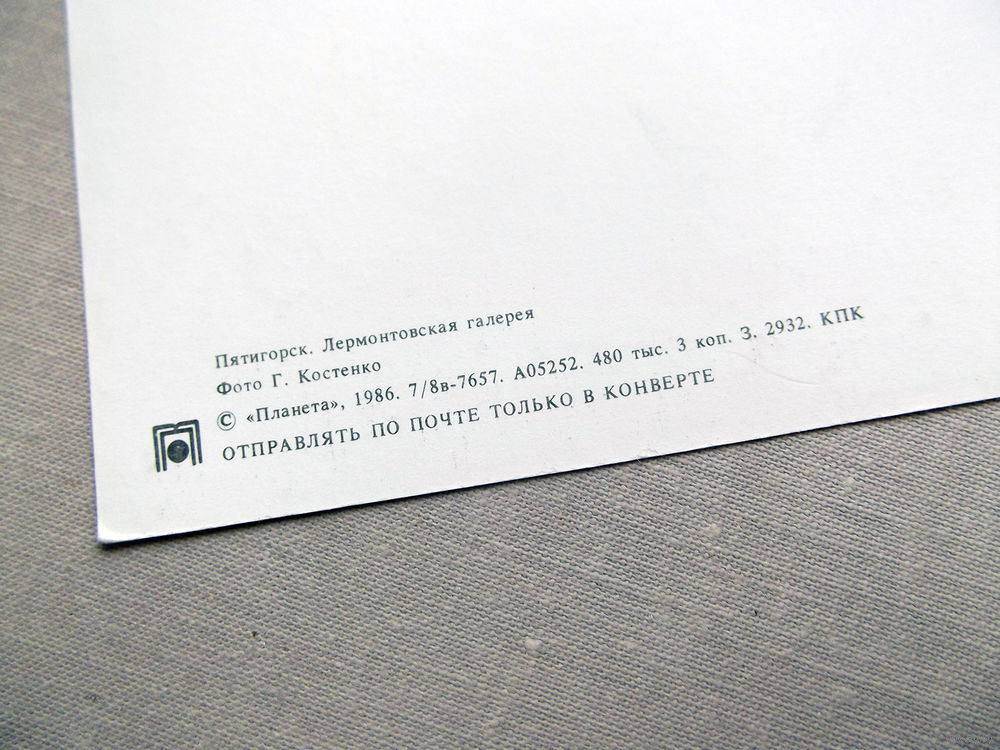 Пятигорск. Лермонтовская галерея
Фото Г. Костенко
© «Планета», 1986. 7/8в-7657. А05252. 480 тыс. 3 коп. З. 2932. КПК
ОТПРАВЛЯТЬ ПО ПОЧТЕ ТОЛЬКО В КОНВЕРТЕ